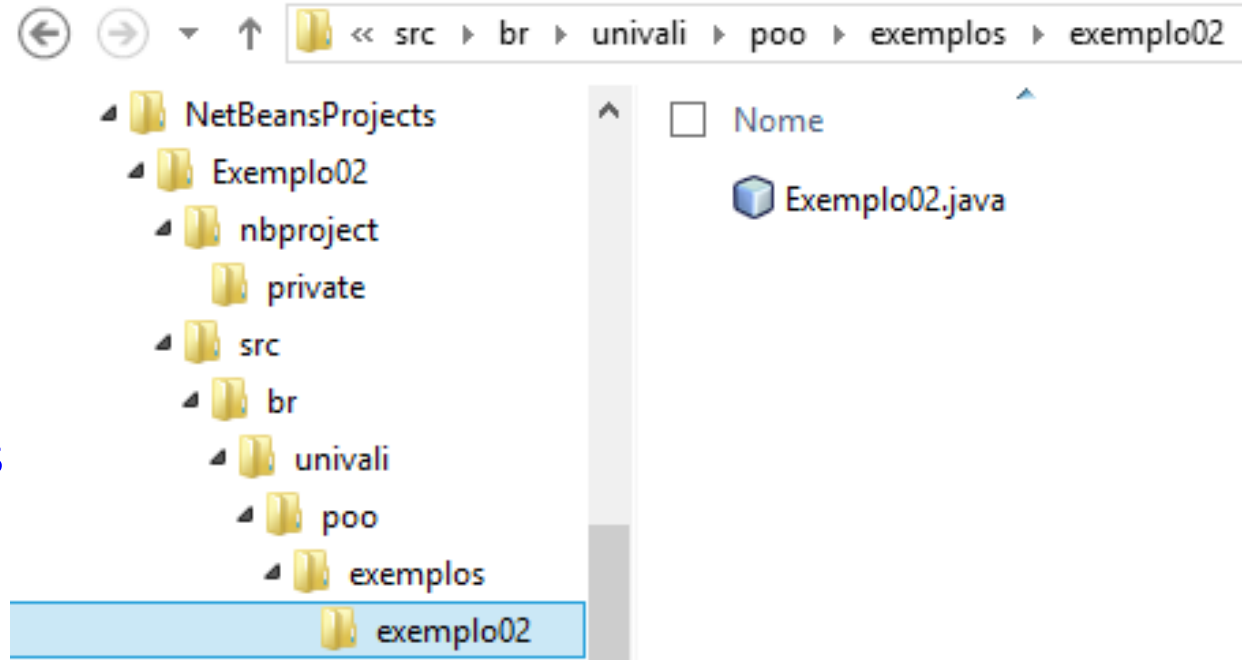 « src br univali poo exemplos exemplo02
NetBeansProjects
Exemplo02
nbproject
private
src
br
univali
poo
exemplos
exemplo02
Nome
Exemplo02.java